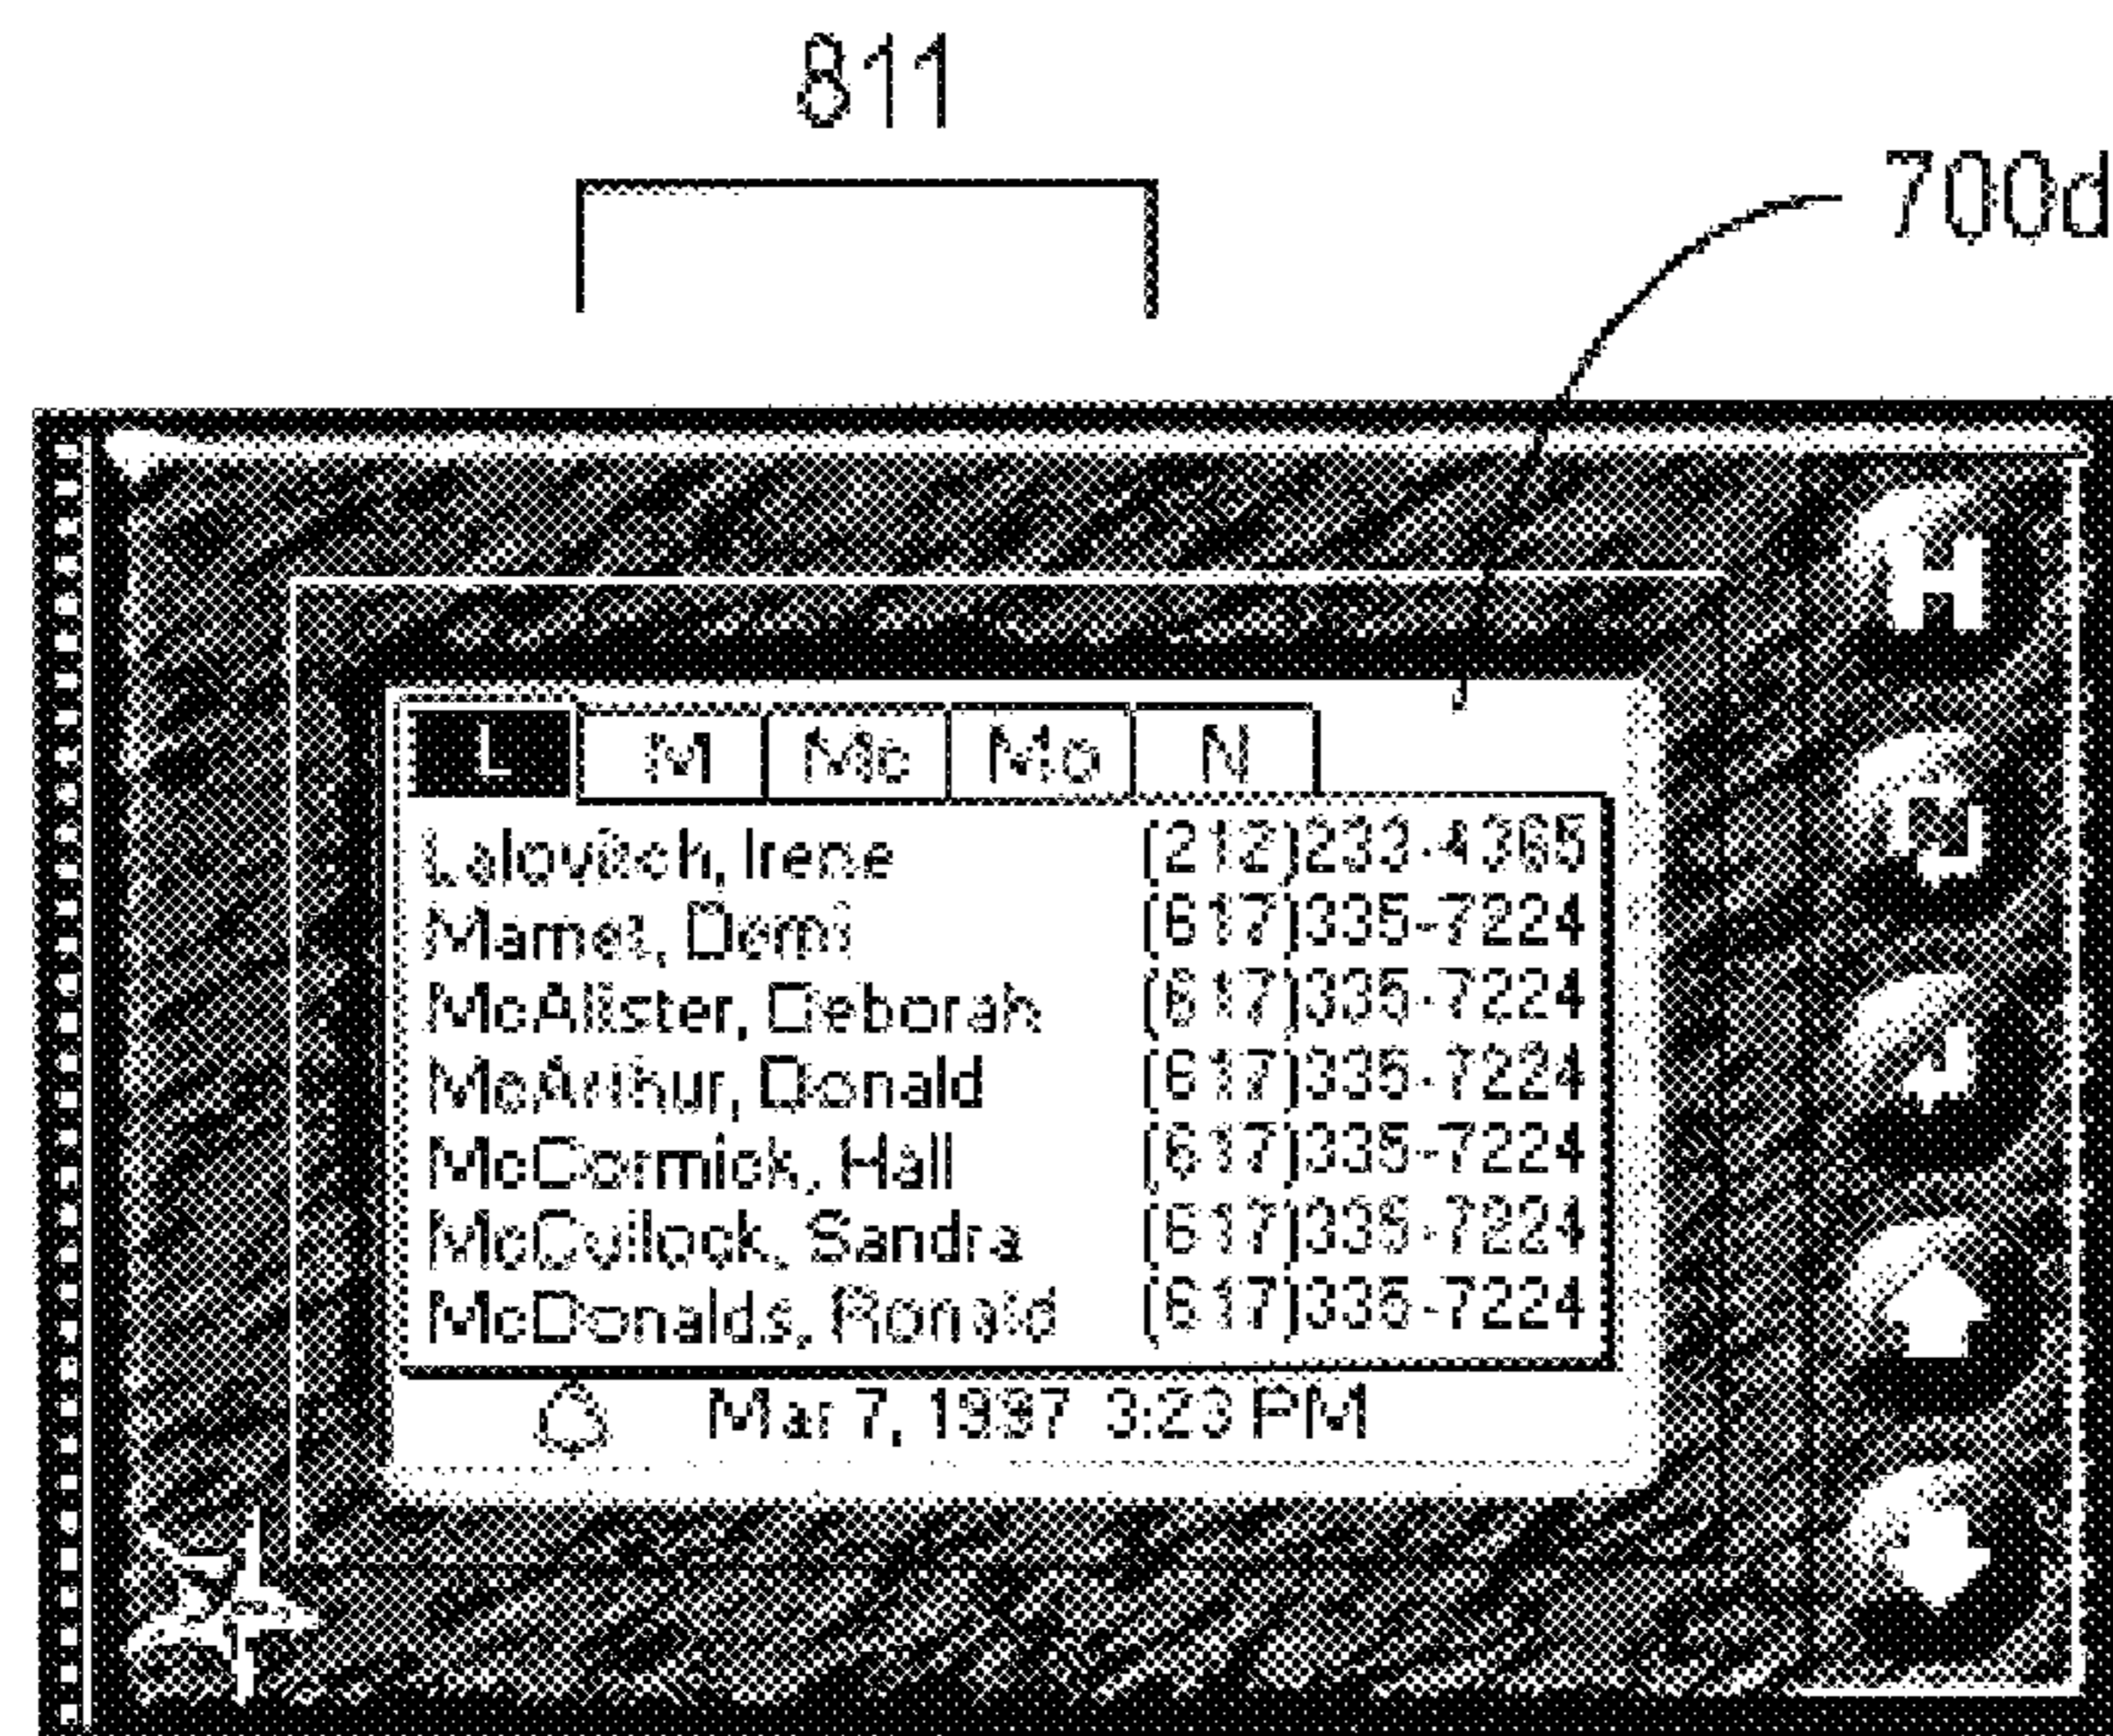 811
700d
H
L M Mc Mo N
Lalovitch, Irene (212)233-4365
Mamet, Demi (617)335-7224
McAlister, Deborah (617)335-7224
McArthur, Donald (617)335-7224
McCormick, Hall (617)335-7224
McCullock, Sandra (617)335-7224
McDonalds, Ronald (617)335-7224
Mar 7, 1997 3:23 PM